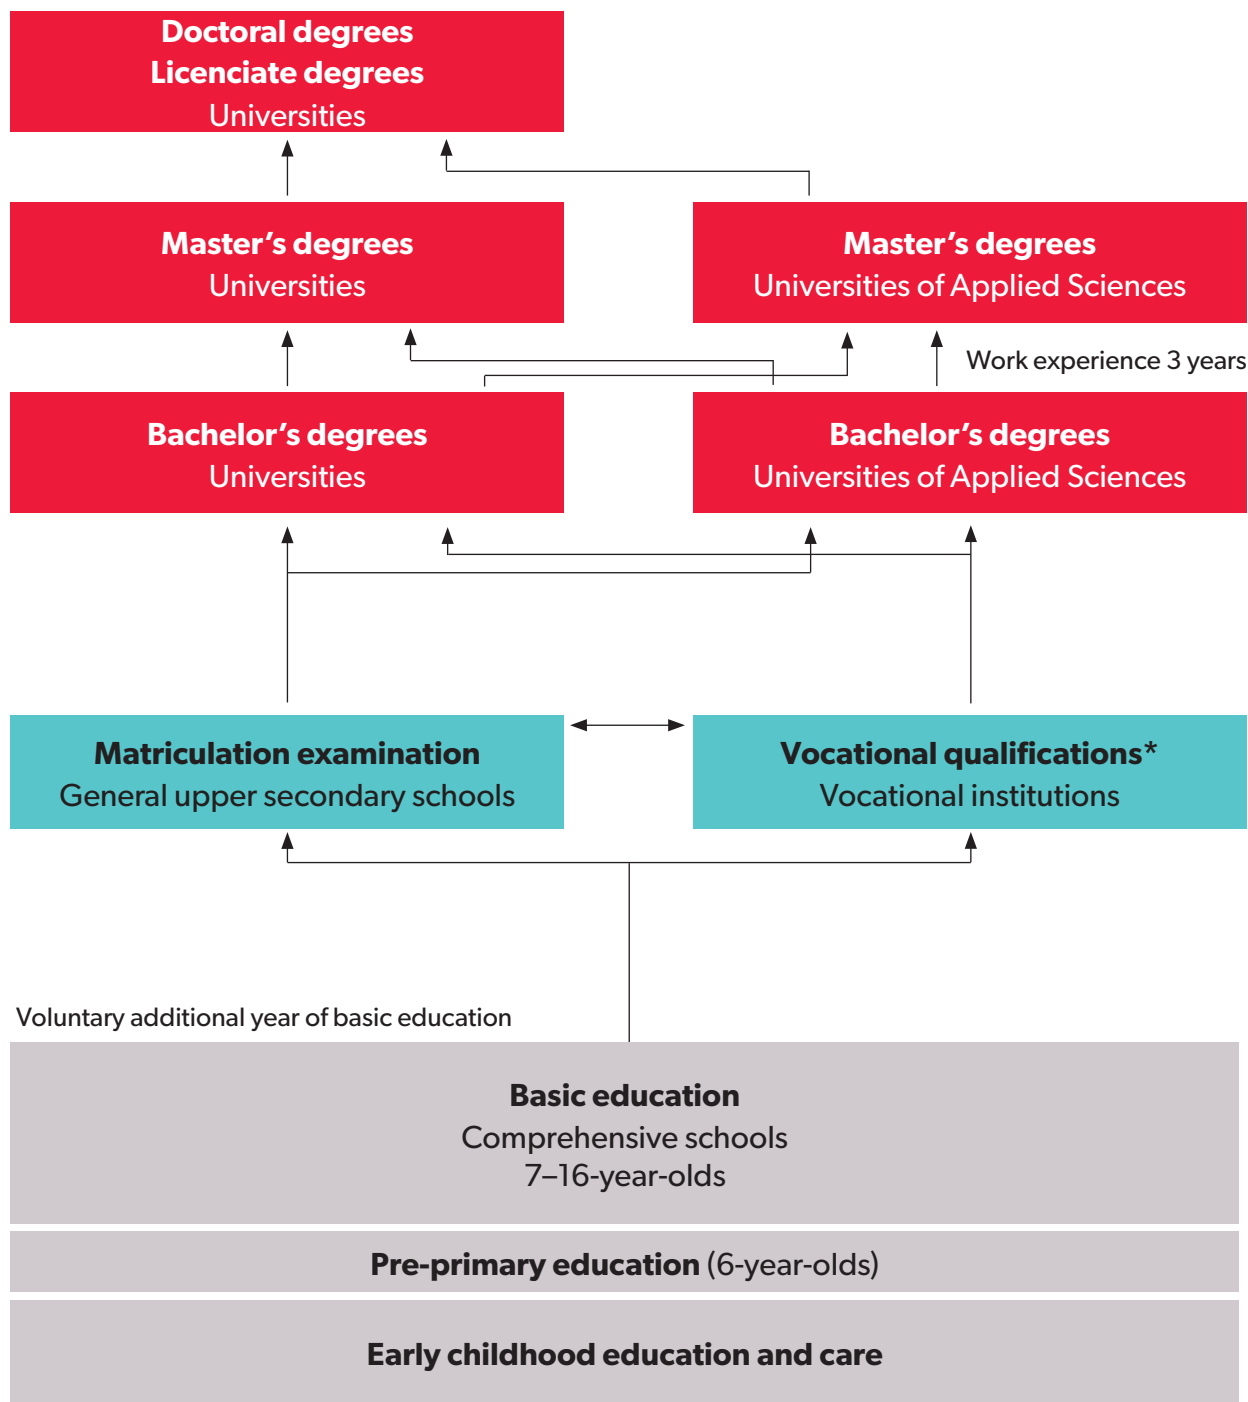 Doctoral degrees
Licenciate degrees
Universities
Master's degrees
Universities
Master's degrees
Universities of Applied Sciences
Work experience 3 years
Bachelor's degrees
Universities
Bachelor's degrees
Universities of Applied Sciences
Matriculation examination
General upper secondary schools
Vocational qualifications*
Vocational institutions
Voluntary additional year of basic education
Basic education
Comprehensive schools
7–16-year-olds
Pre-primary education (6-year-olds)
Early childhood education and care